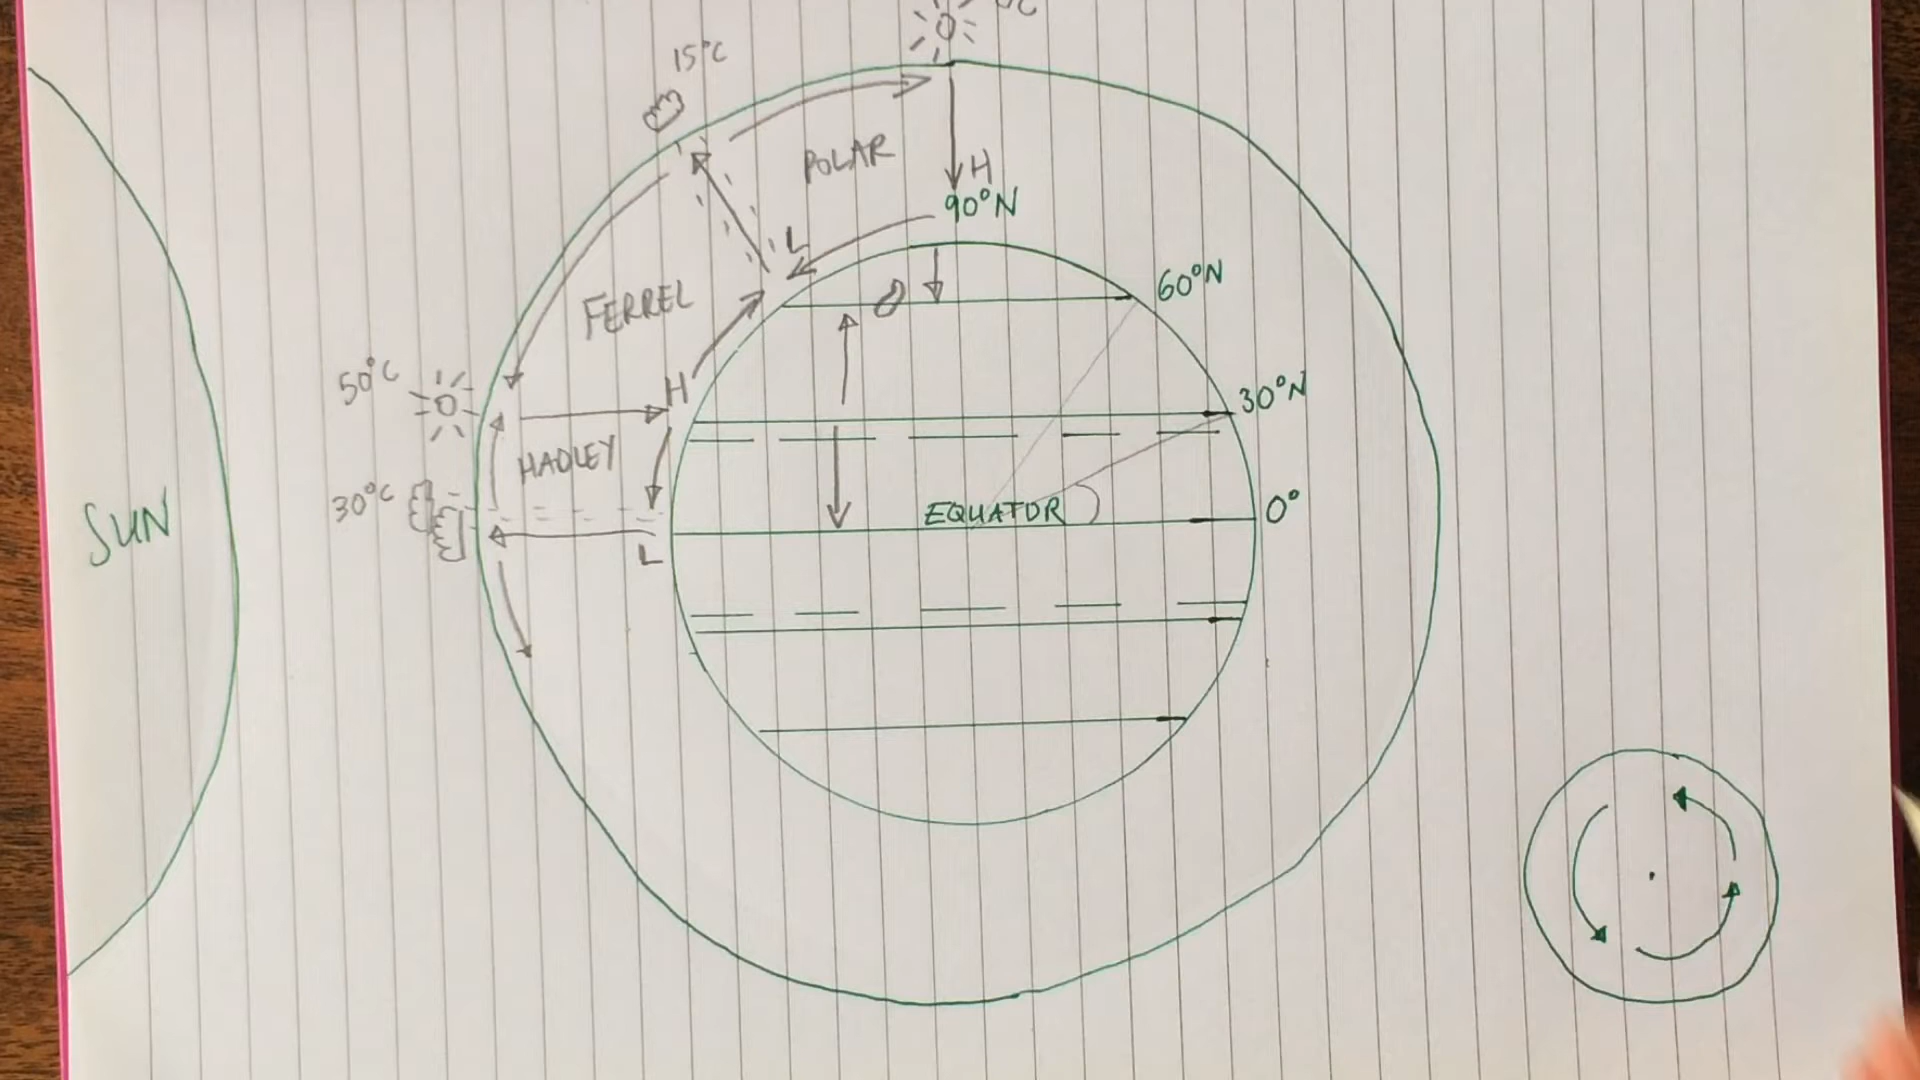 15°C
POLAR
H
90°N
L
60°N
FERREL
50°C
H
30°N
HADLEY
30°C
EQUATOR
0°
SUN
L